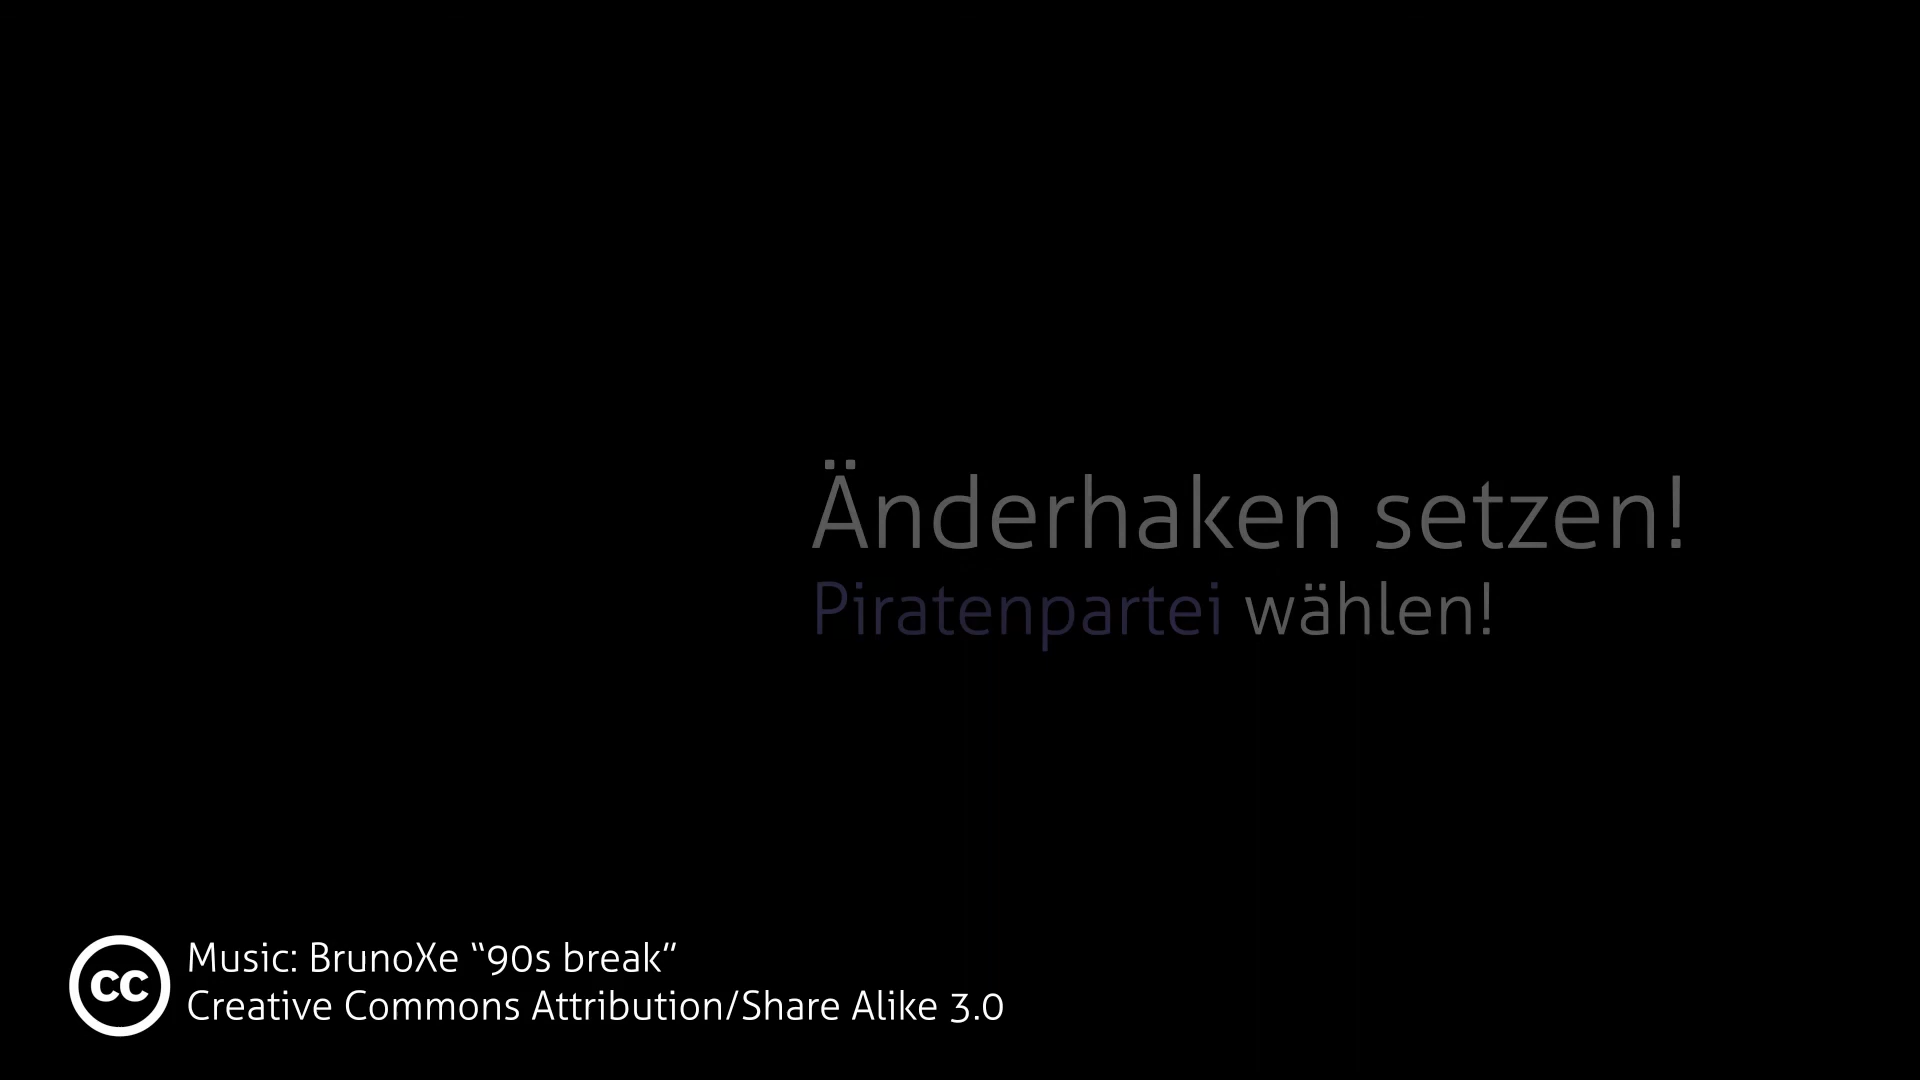 Änderhaken setzen!
Piratenpartei wählen!
cc
Music: BrunoXe “90s break”
Creative Commons Attribution/Share Alike 3.0